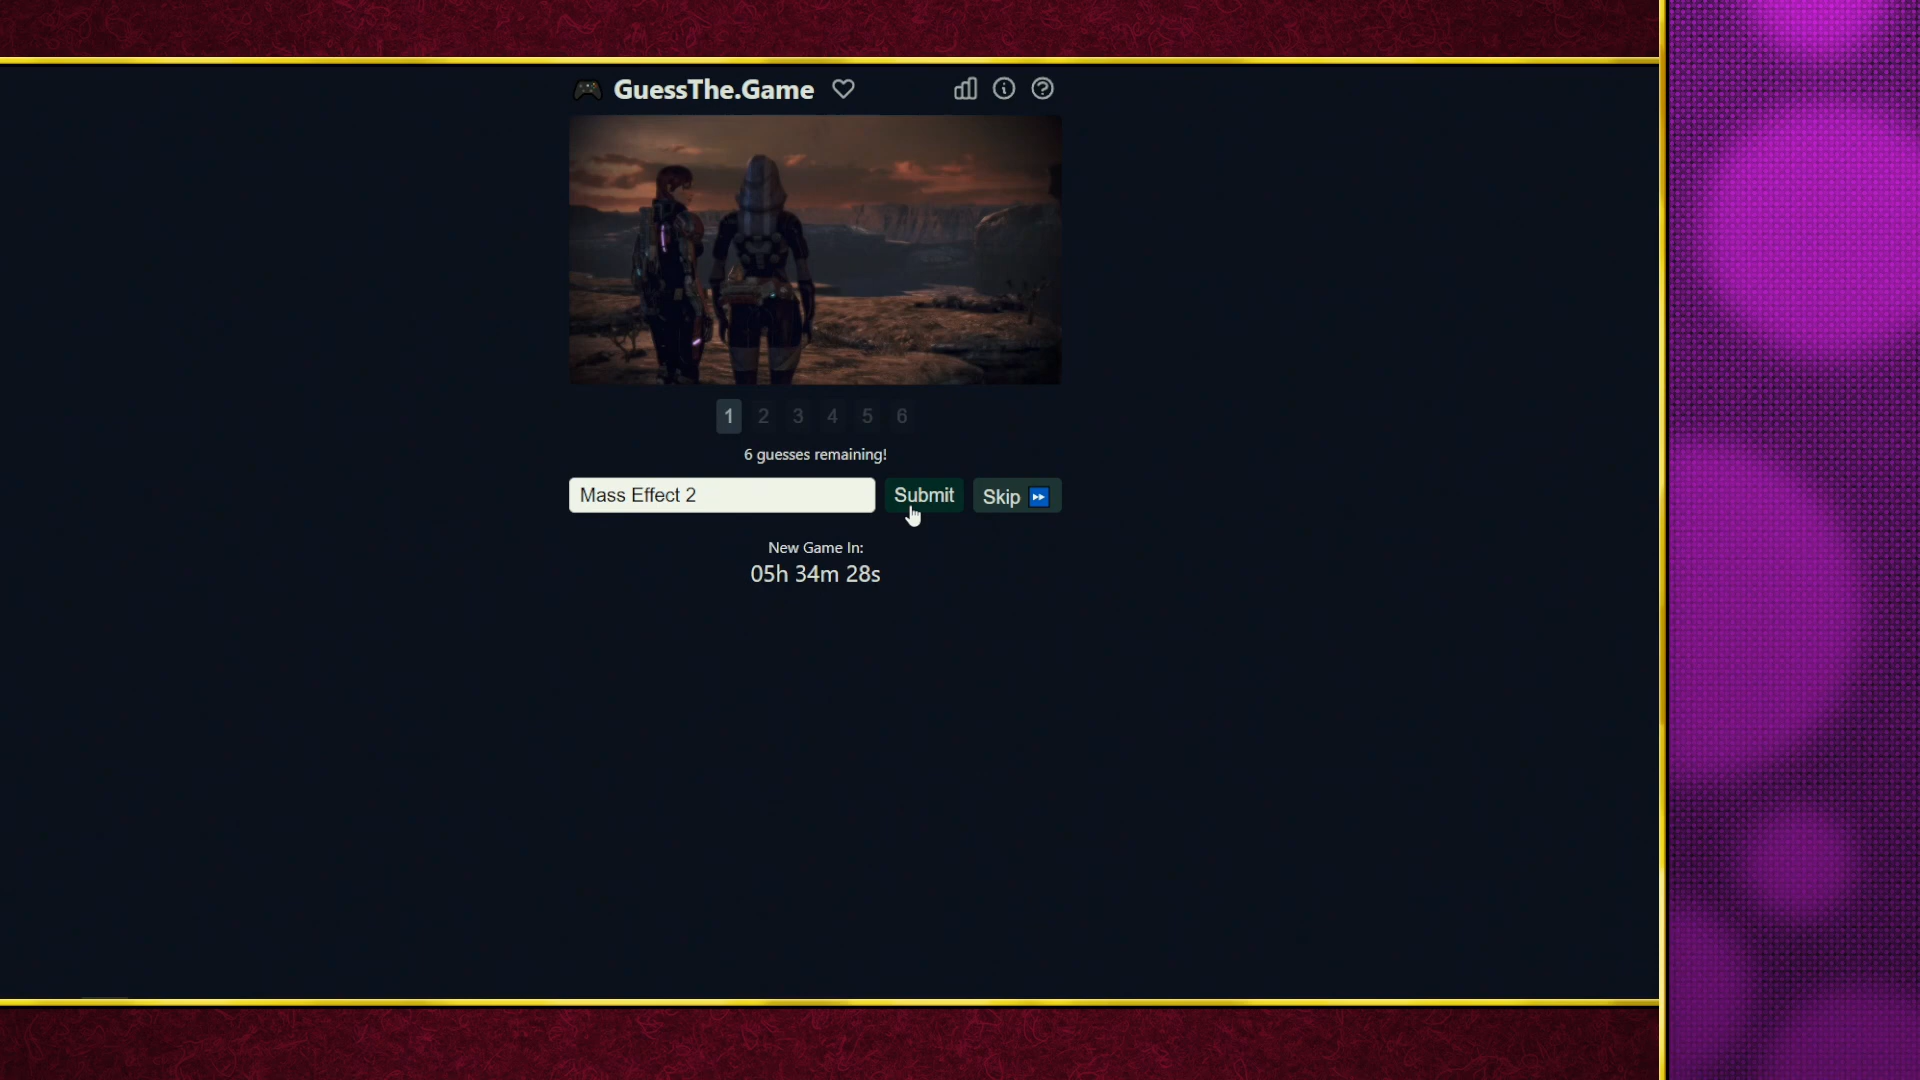 GuessThe.Game
1 2 3 4 5 6
6 guesses remaining!
Mass Effect 2 Submit Skip
New Game In:
05h 34m 28s